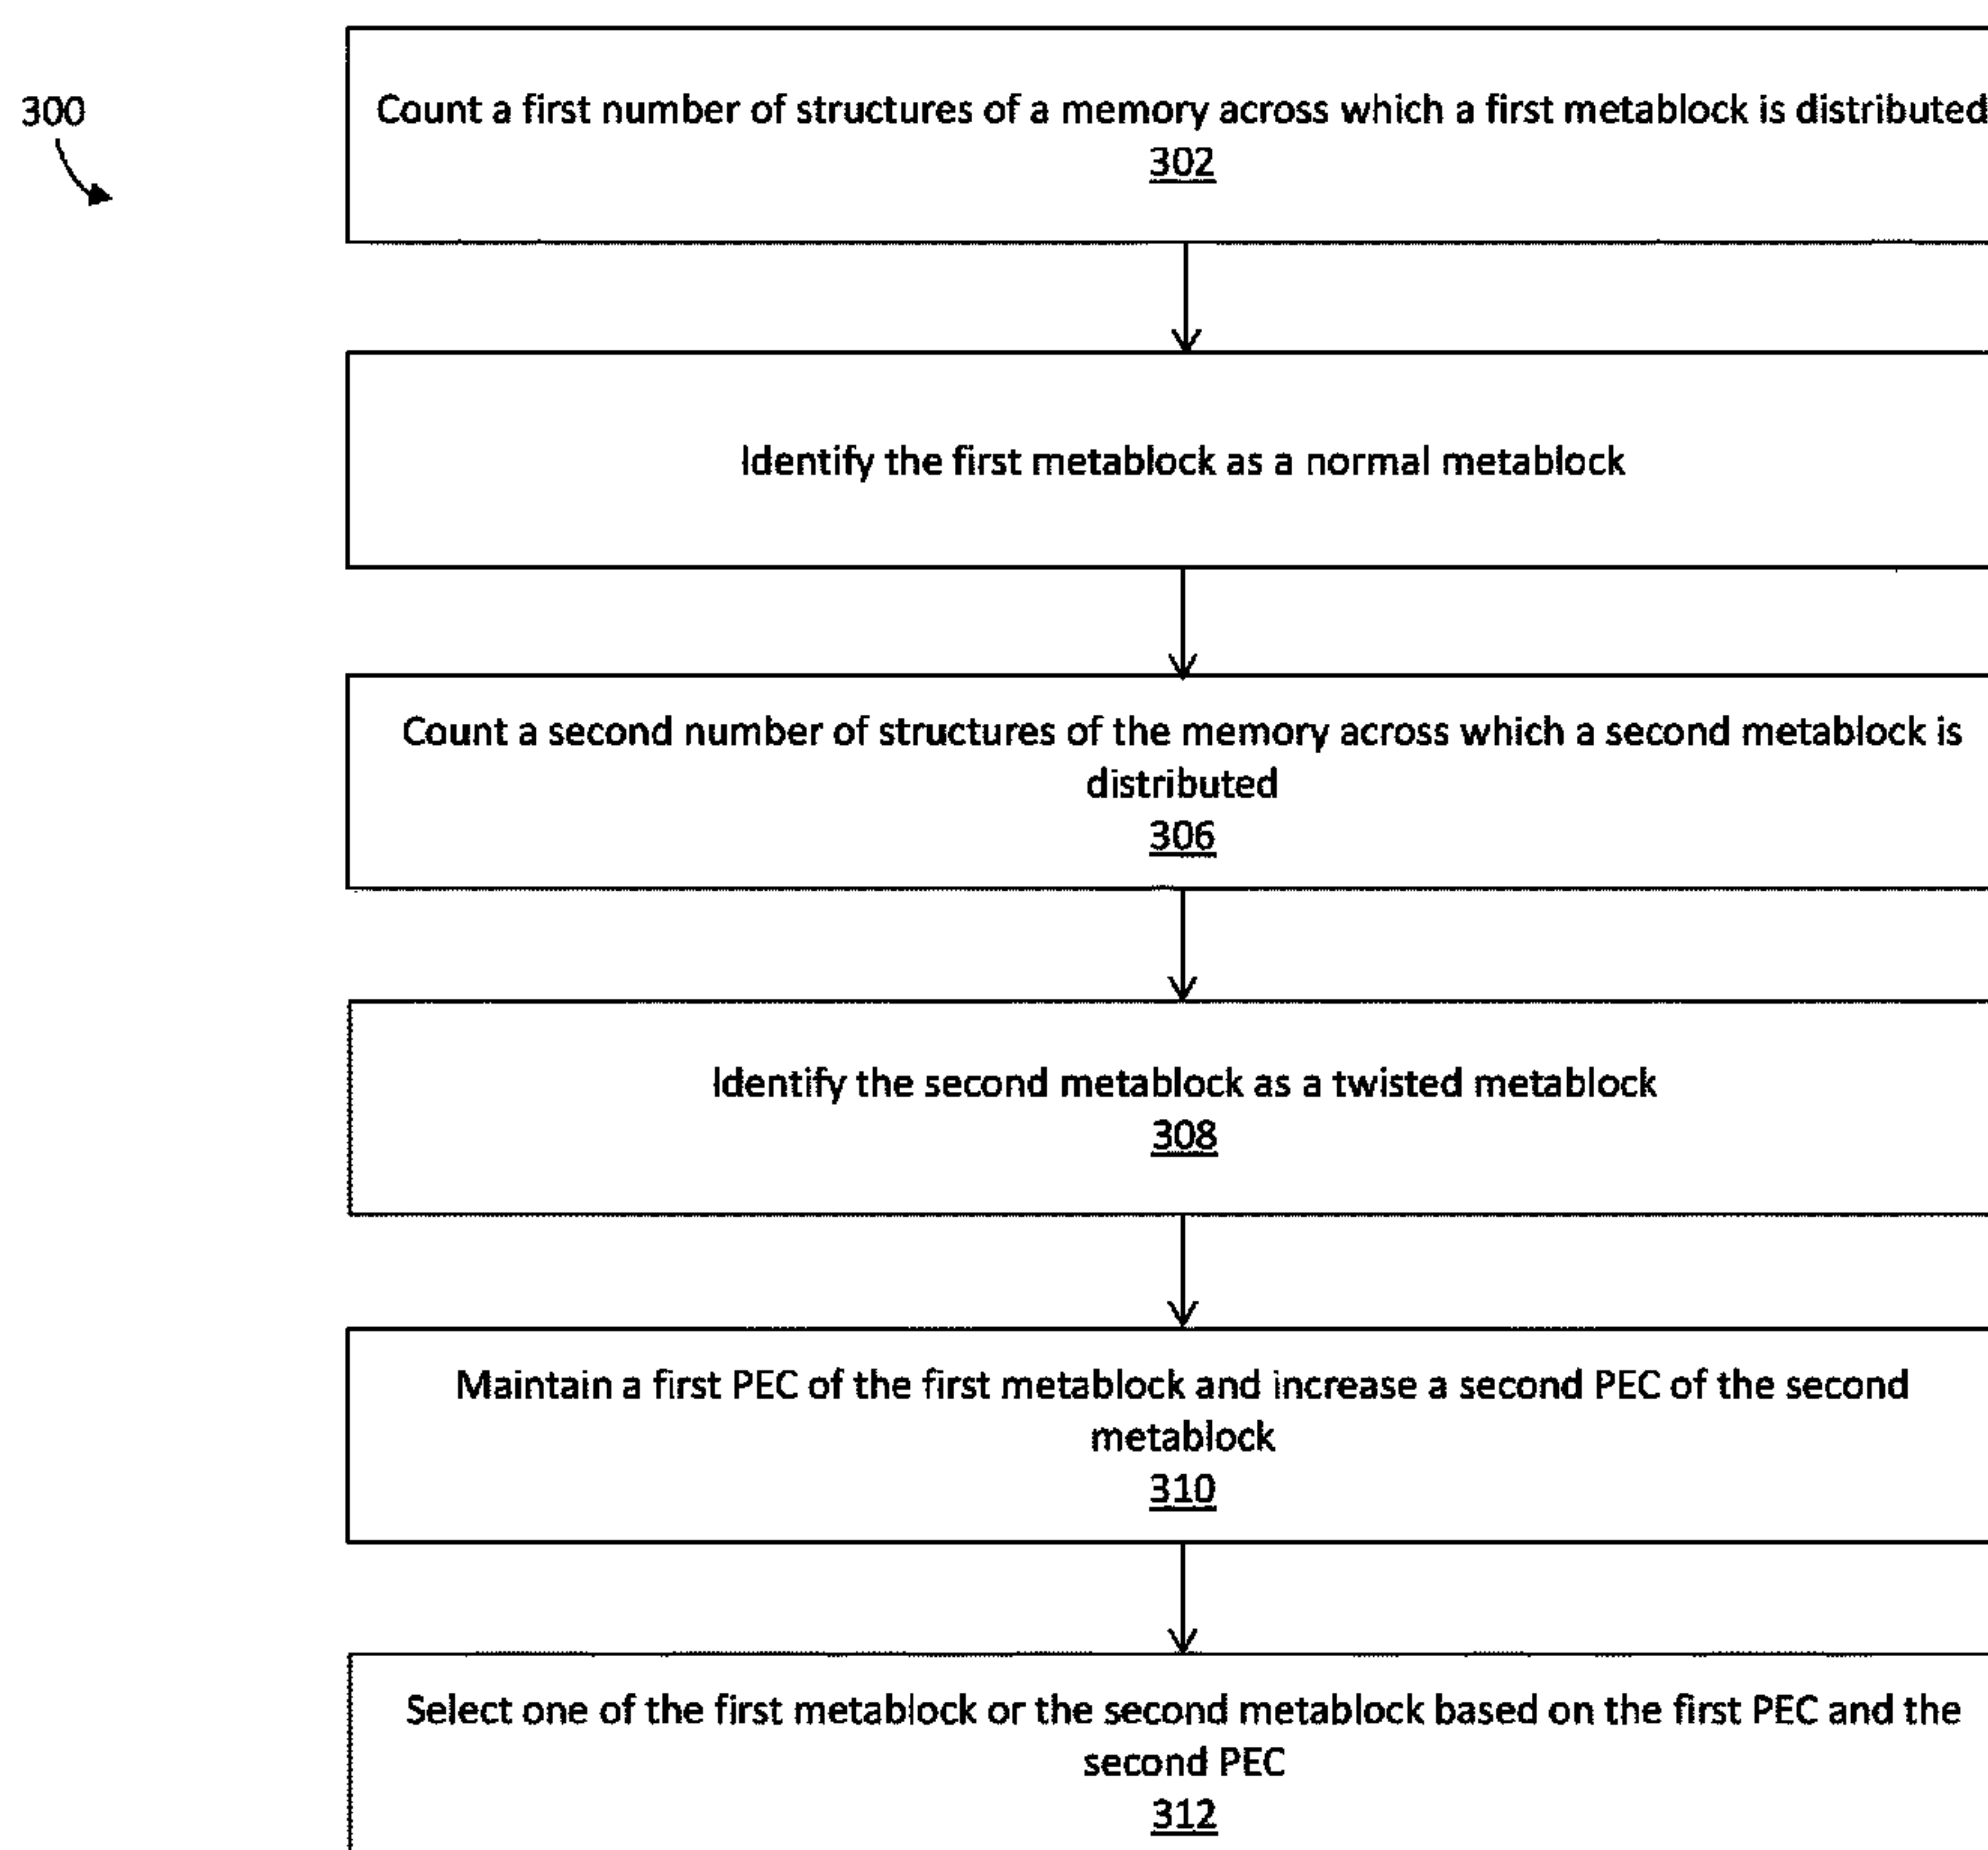 300
Count a first number of structures of a memory across which a first metablock is distributed
302
Identify the first metablock as a normal metablock
Count a second number of structures of the memory across which a second metablock is
distributed
306
Identify the second metablock as a twisted metablock
308
Maintain a first PEC of the first metablock and increase a second PEC of the second
metablock
310
Select one of the first metablock or the second metablock based on the first PEC and the
second PEC
312